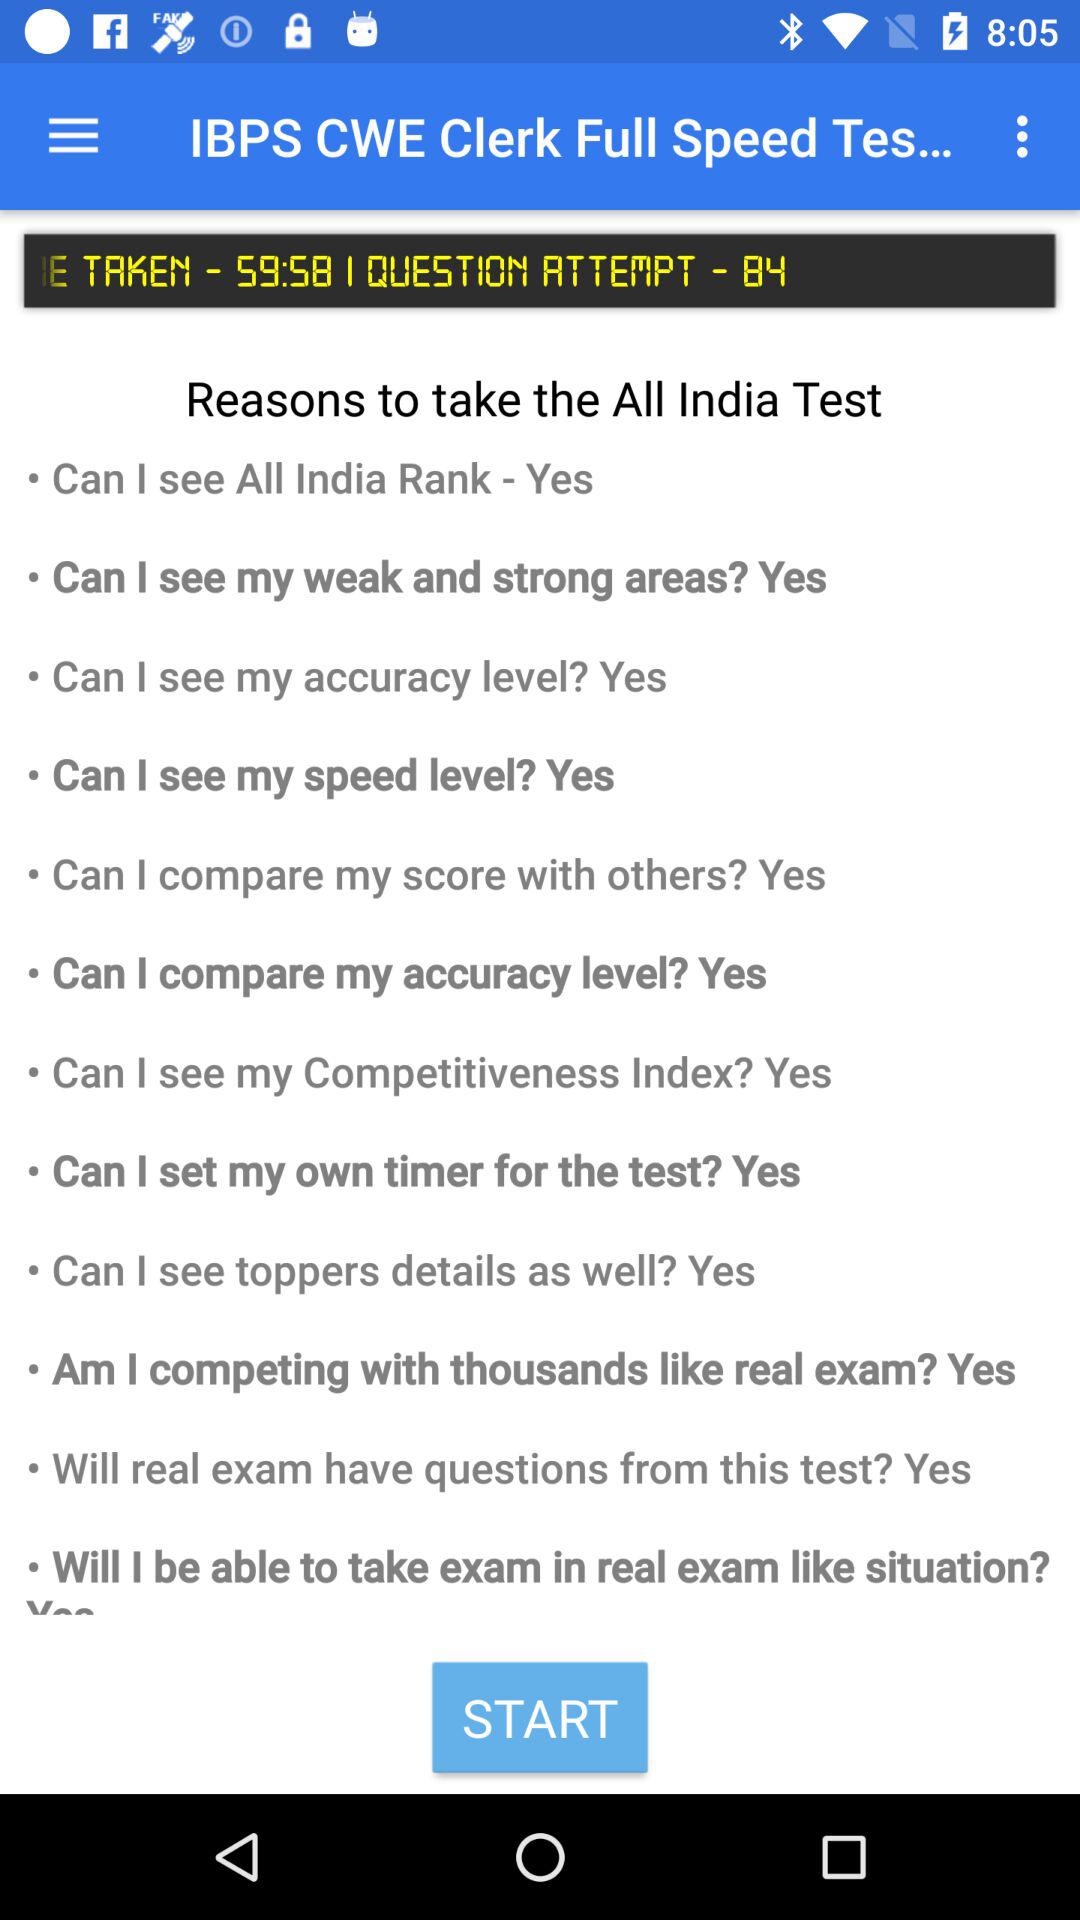 FAKE
8:05
IBPS CWE Clerk Full Speed Tes...
E TAKEN - 59:58 | QUESTION ATTEMPT - 84
Reasons to take the All India Test
• Can I see All India Rank - Yes
• Can I see my weak and strong areas? Yes
• Can I see my accuracy level? Yes
• Can I see my speed level? Yes
• Can I compare my score with others? Yes
• Can I compare my accuracy level? Yes
• Can I see my Competitiveness Index? Yes
• Can I set my own timer for the test? Yes
• Can I see toppers details as well? Yes
• Am I competing with thousands like real exam? Yes
• Will real exam have questions from this test? Yes
• Will I be able to take exam in real exam like situation?
Yes
START